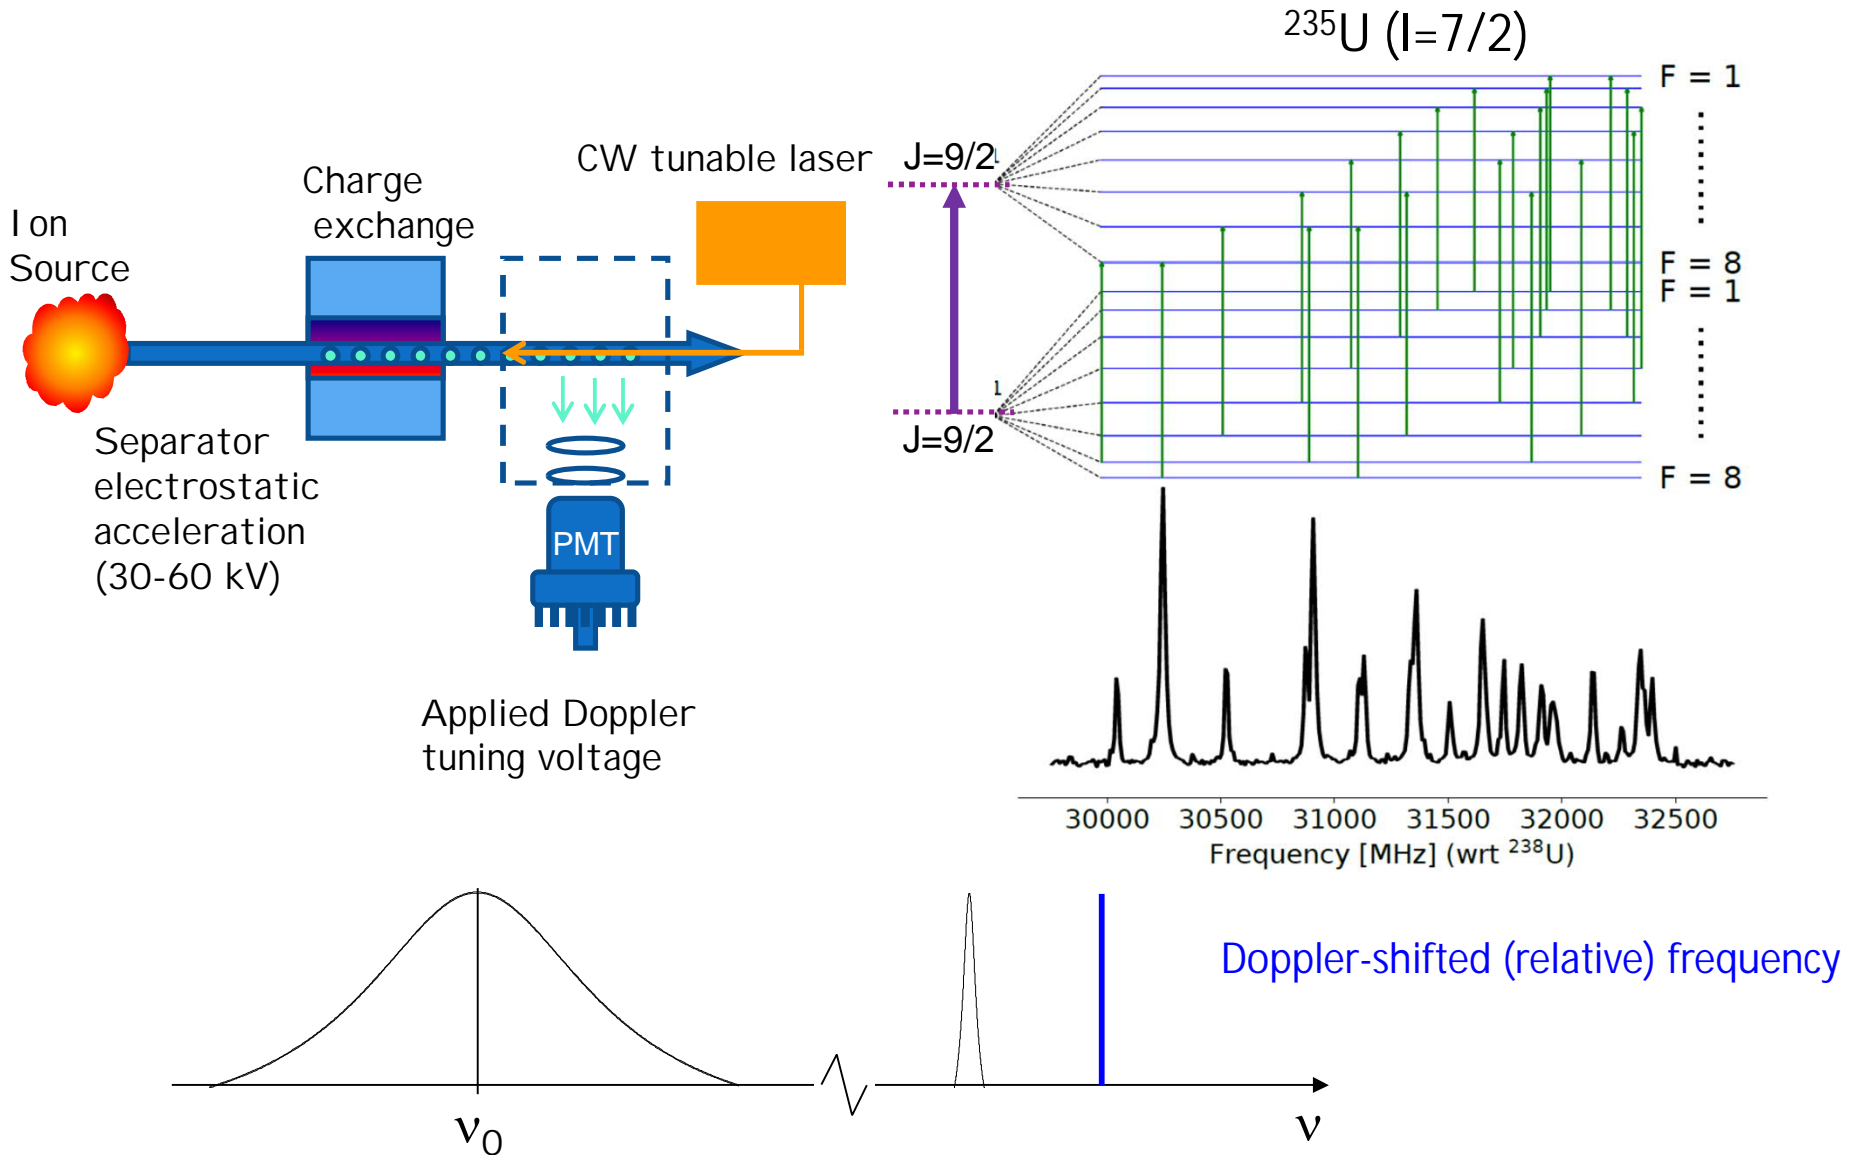 ²³⁵U (I=7/2)
F = 1
CW tunable laser
J=9/2
Charge
exchange
Ion
Source
F = 8
F = 1
J=9/2
Separator
electrostatic
acceleration
(30-60 kV)
F = 8
PMT
Applied Doppler
tuning voltage
30000 30500 31000 31500 32000 32500
Frequency [MHz] (wrt ²³⁸U)
Doppler-shifted (relative) frequency
ν₀
ν